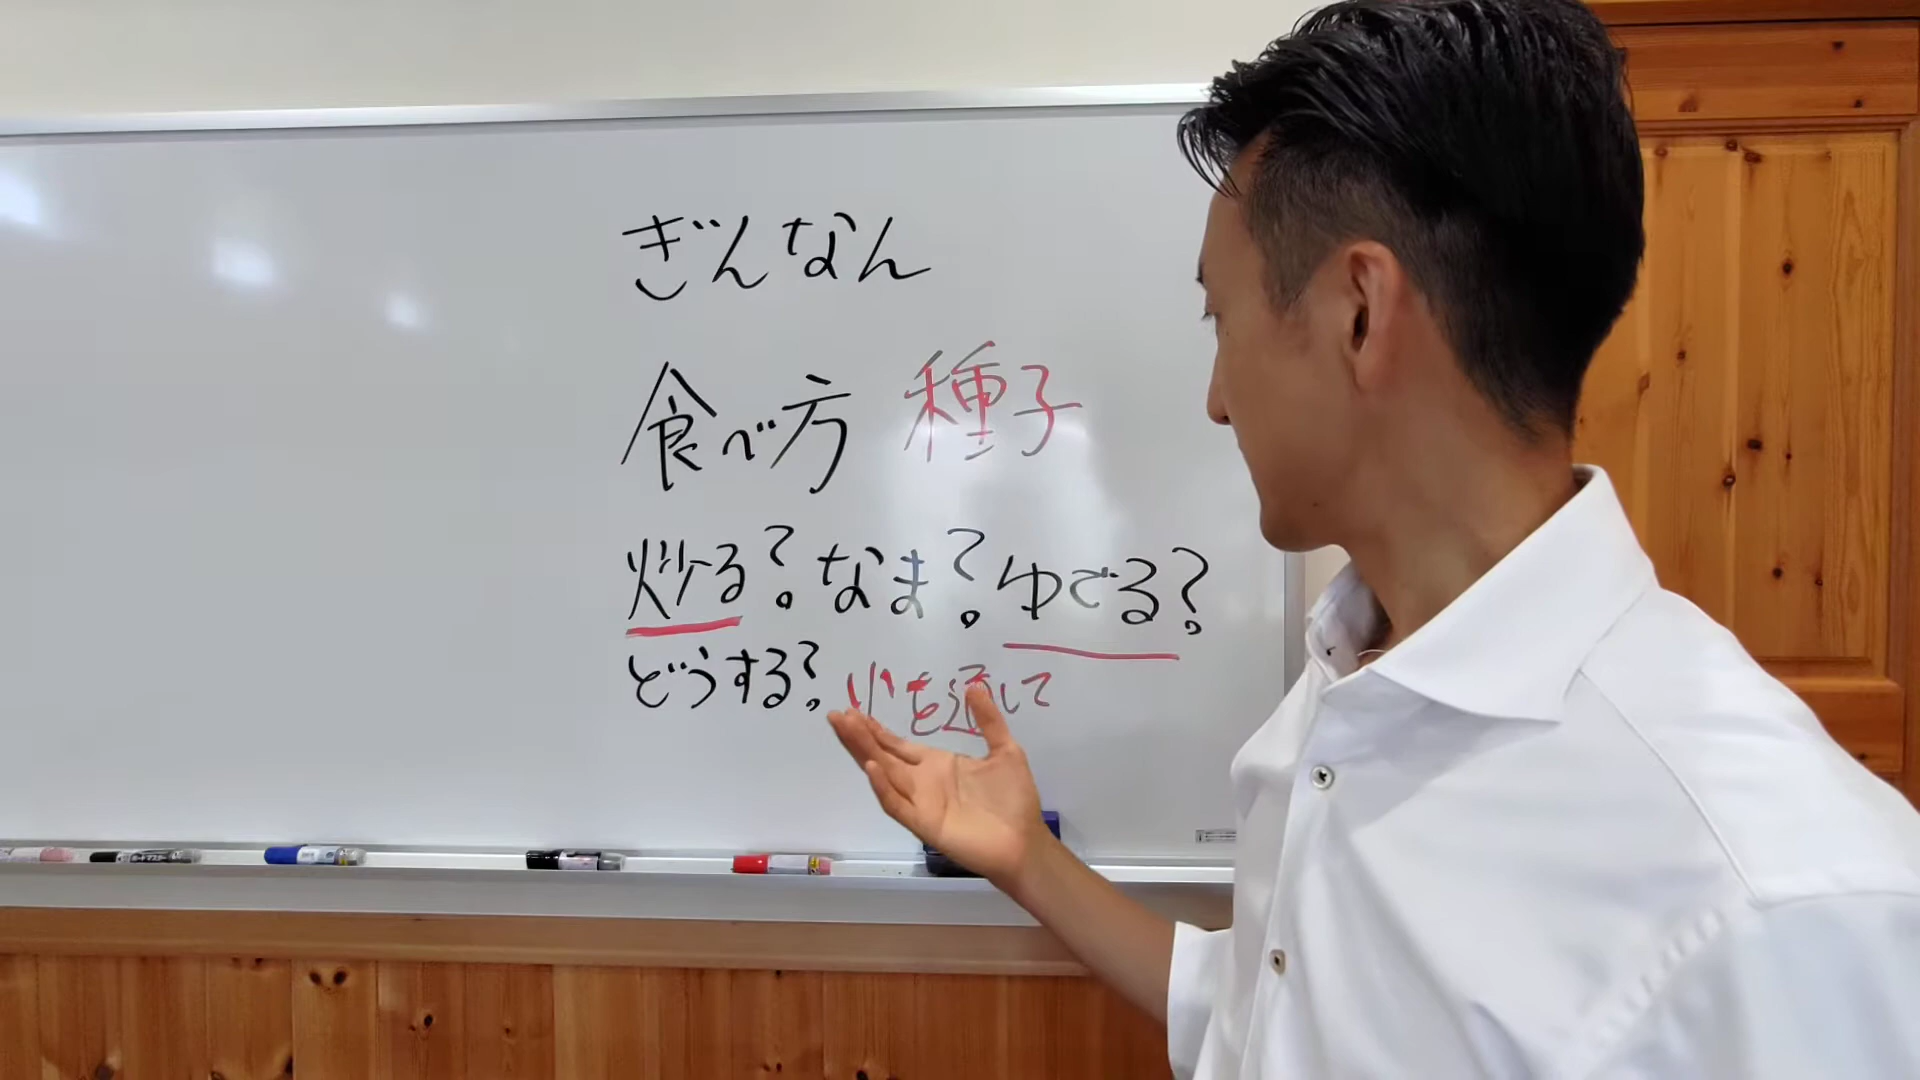 ぎんなん
食べ方 種子
炒る?なま?ゆでる?
どうする?火を通して